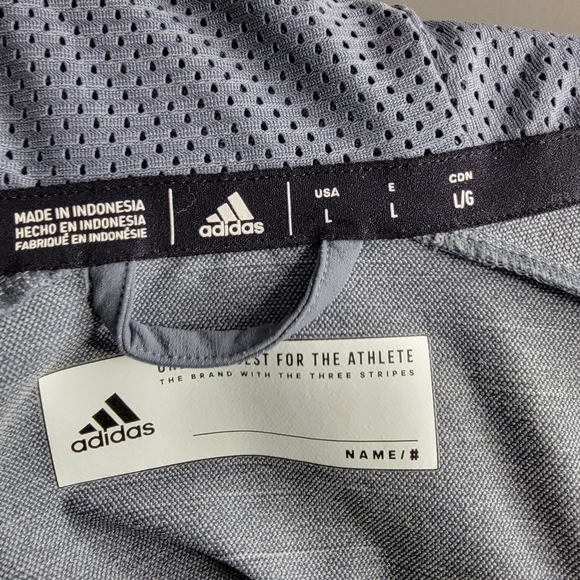 MADE IN INDONESIA
HECHO EN INDONESIA
FABRIQUÉ EN INDONÉSIE
adidas
USA
L
E
L
CDN
L/G
FOR THE ATHLETE
THE BRAND WITH THE THREE STRIPES
adidas
NAME/#